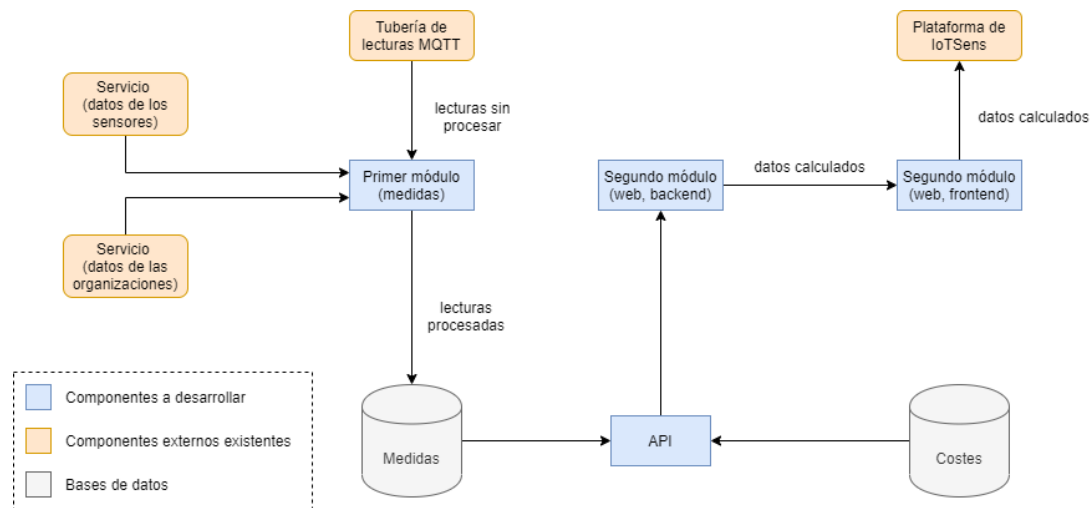 Tubería de
lecturas MQTT
Plataforma de
IoTSens
Servicio
(datos de los
sensores)
lecturas sin
procesar
datos calculados
Primer módulo
(medidas)
Segundo módulo
(web, backend)
datos calculados
Segundo módulo
(web, frontend)
Servicio
(datos de las
organizaciones)
lecturas
procesadas
Componentes a desarrollar
Componentes externos existentes
Bases de datos
Medidas
API
Costes